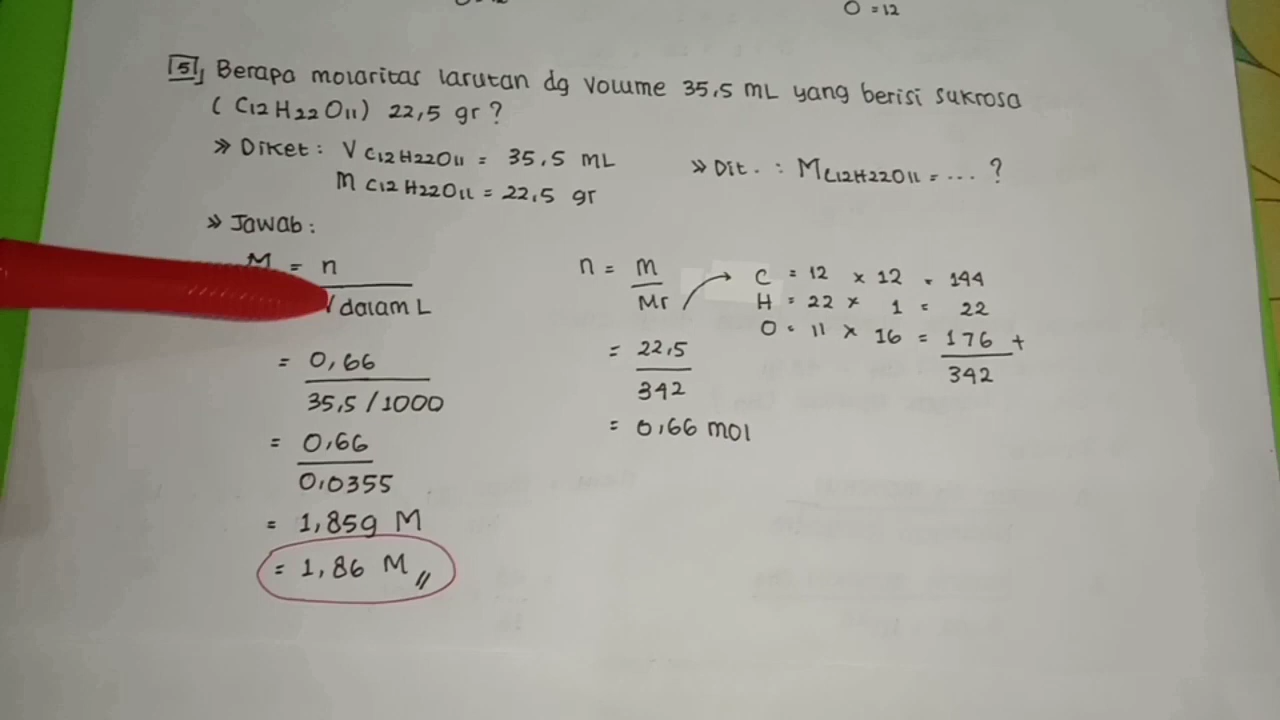 O = 12
5, Berapa molaritas larutan dg Volume 35,5 mL yang berisi sukrosa
( C12 H22 O11 ) 22,5 gr ?
» Diket : V C12H22O11 = 35,5 mL
m C12 H22O11 = 22,5 gr
» Dit. : M C12H22O11 = ... ?
» Jawab :
M = n
V dalam L
= 0,66
35,5 / 1000
= 0,66
0,0355
= 1,859 M
= 1,86 M //
n = m
Mr
= 22,5
342
= 0,66 mol
C = 12 x 12 = 144
H = 22 x 1 = 22
O = 11 x 16 = 176 +
342